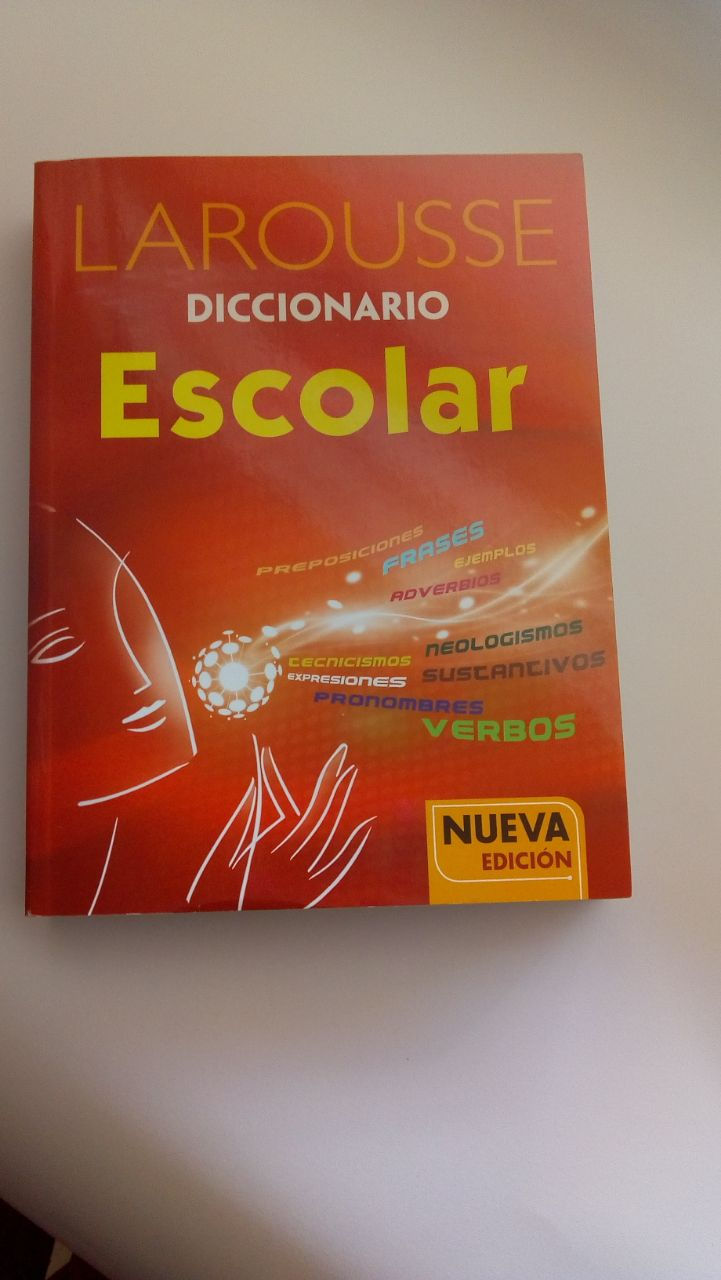 LAROUSSE
DICCIONARIO
Escolar
PREPOSICIONES
FRASES
EJEMPLOS
ADVERBIOS
NEOLOGISMOS
TECNICISMOS
SUSTANTIVOS
EXPRESIONES
PRONOMBRES
VERBOS
NUEVA
EDICIÓN